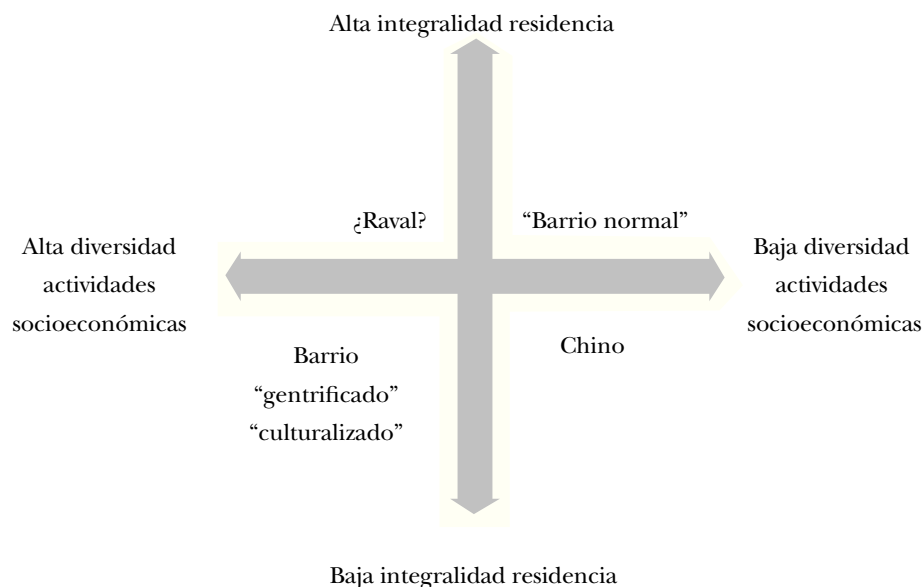 Alta integralidad residencia
¿Raval?
“Barrio normal”
Alta diversidad
actividades
socioeconómicas
Baja diversidad
actividades
socioeconómicas
Barrio
“gentrificado”
“culturalizado”
Chino
Baja integralidad residencia